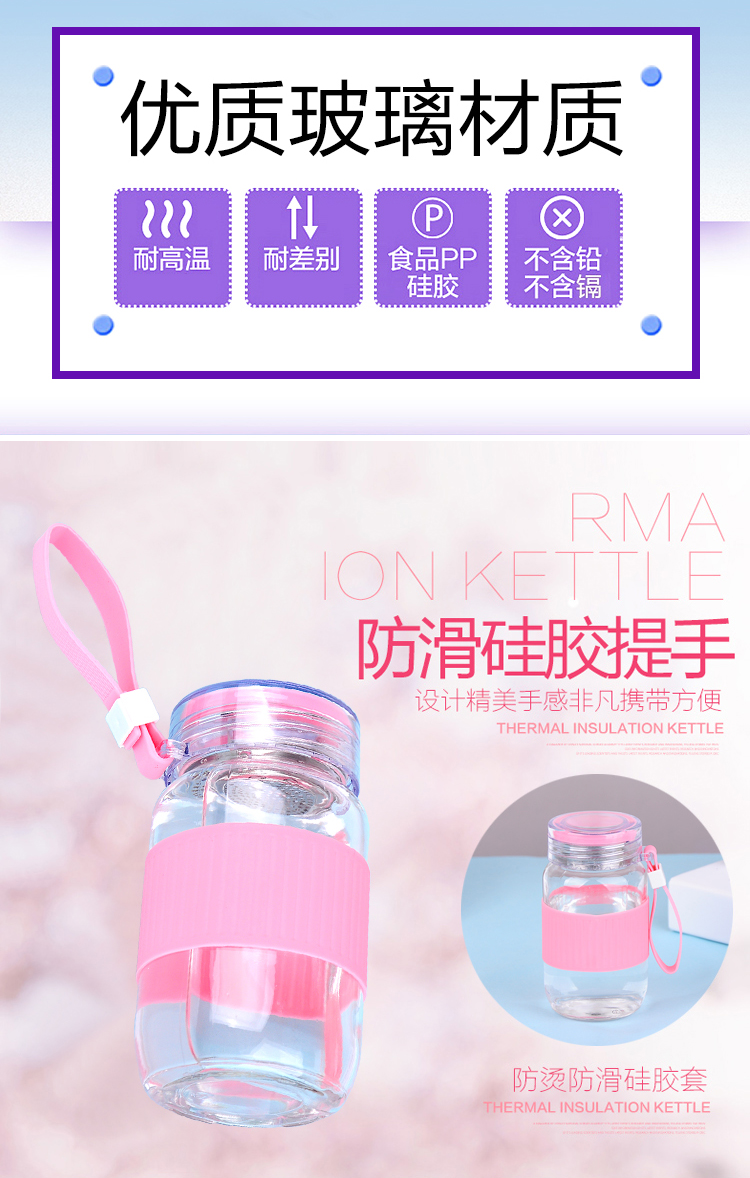 优质玻璃材质
耐高温
耐差别
食品PP
硅胶
不含铅
不含镉
RMA
ION KETTLE
防滑硅胶提手
设计精美手感非凡携带方便
THERMAL INSULATION KETTLE
防烫防滑硅胶套
THERMAL INSULATION KETTLE